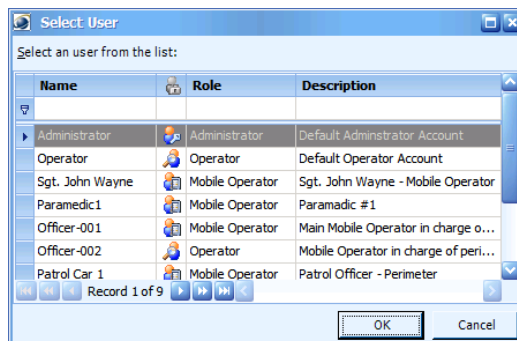 Select User
Select an user from the list:
Name Role Description
Administrator Administrator Default Adminstrator Account
Operator Operator Default Operator Account
Sgt. John Wayne Mobile Operator Sgt. John Wayne - Mobile Operator
Paramedic1 Mobile Operator Paramadic #1
Officer-001 Mobile Operator Main Mobile Operator in charge o...
Officer-002 Operator Mobile Operator in charge of peri...
Patrol Car 1 Mobile Operator Patrol Officer - Perimeter
Record 1 of 9
OK Cancel